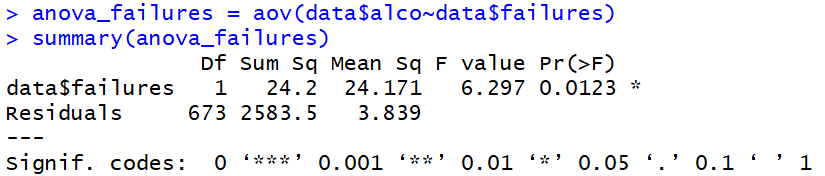 > anova_failures = aov(data$alco~data$failures)
> summary(anova_failures)
               Df Sum Sq Mean Sq F value Pr(>F)
data$failures   1   24.2  24.171   6.297 0.0123 *
Residuals     673 2583.5   3.839
---
Signif. codes:  0 ‘***’ 0.001 ‘**’ 0.01 ‘*’ 0.05 ‘.’ 0.1 ‘ ’ 1